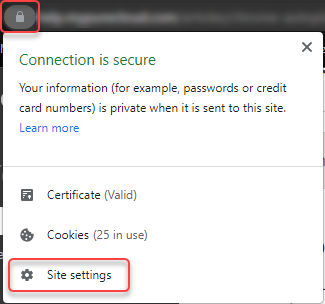 Connection is secure
Your information (for example, passwords or credit
card numbers) is private when it is sent to this site.
Learn more
Certificate (Valid)
Cookies (25 in use)
Site settings